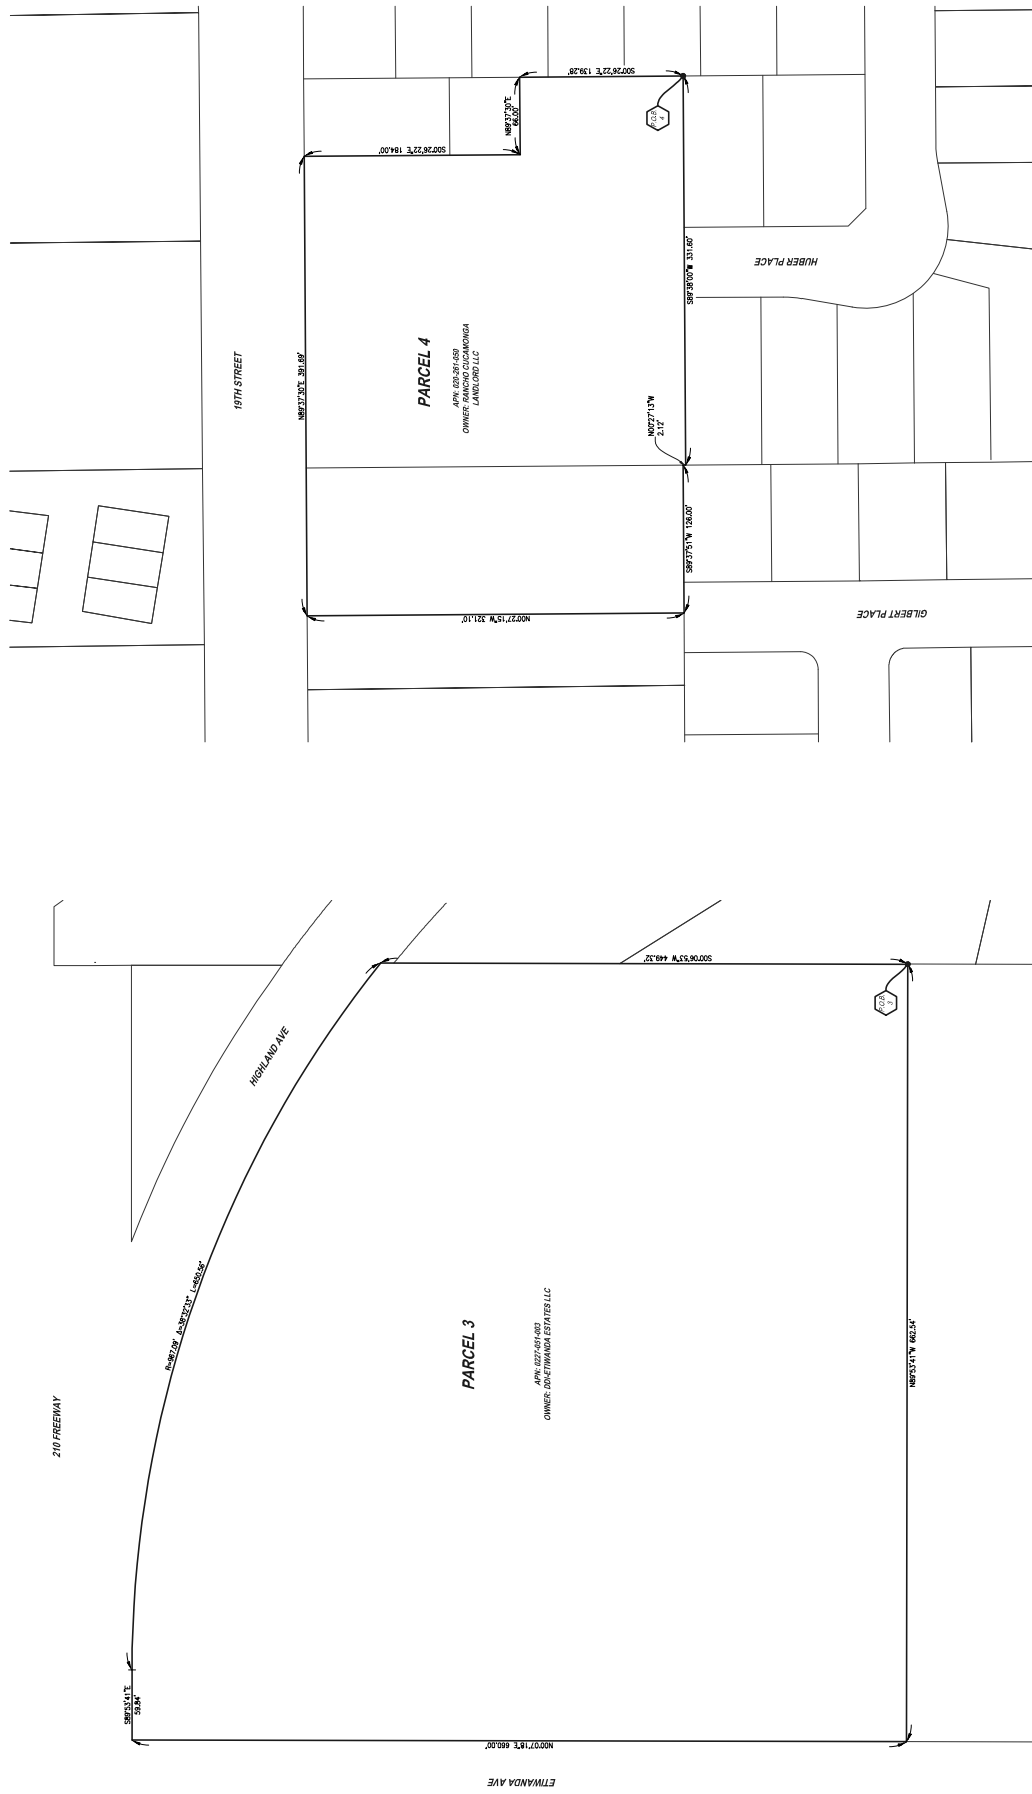 S00°26'22"E 139.28'
N89°37'30"E
66.00'
P.O.B.
4
S00°26'22"E 184.00'
HUBER PLACE
S89°38'00"W 331.60'
19TH STREET
N89°37'30"E 391.69'
PARCEL 4
APN: 020-261-050
OWNER: RANCHO CUCAMONGA
LANDLORD LLC
N00°27'13"W
2.12'
S89°37'51"W 126.00'
N00°27'15"W 321.10'
GILBERT PLACE
S00°06'53"W 449.32'
P.O.B.
3
HIGHLAND AVE
R=967.09' Δ=38°32'33" L=650.56'
PARCEL 3
APN: 0227-051-003
OWNER: DDI-ETIWANDA ESTATES LLC
N89°53'41"W 662.54'
210 FREEWAY
S89°53'41"E
59.84'
N00°07'18"E 660.00'
ETIWANDA AVE